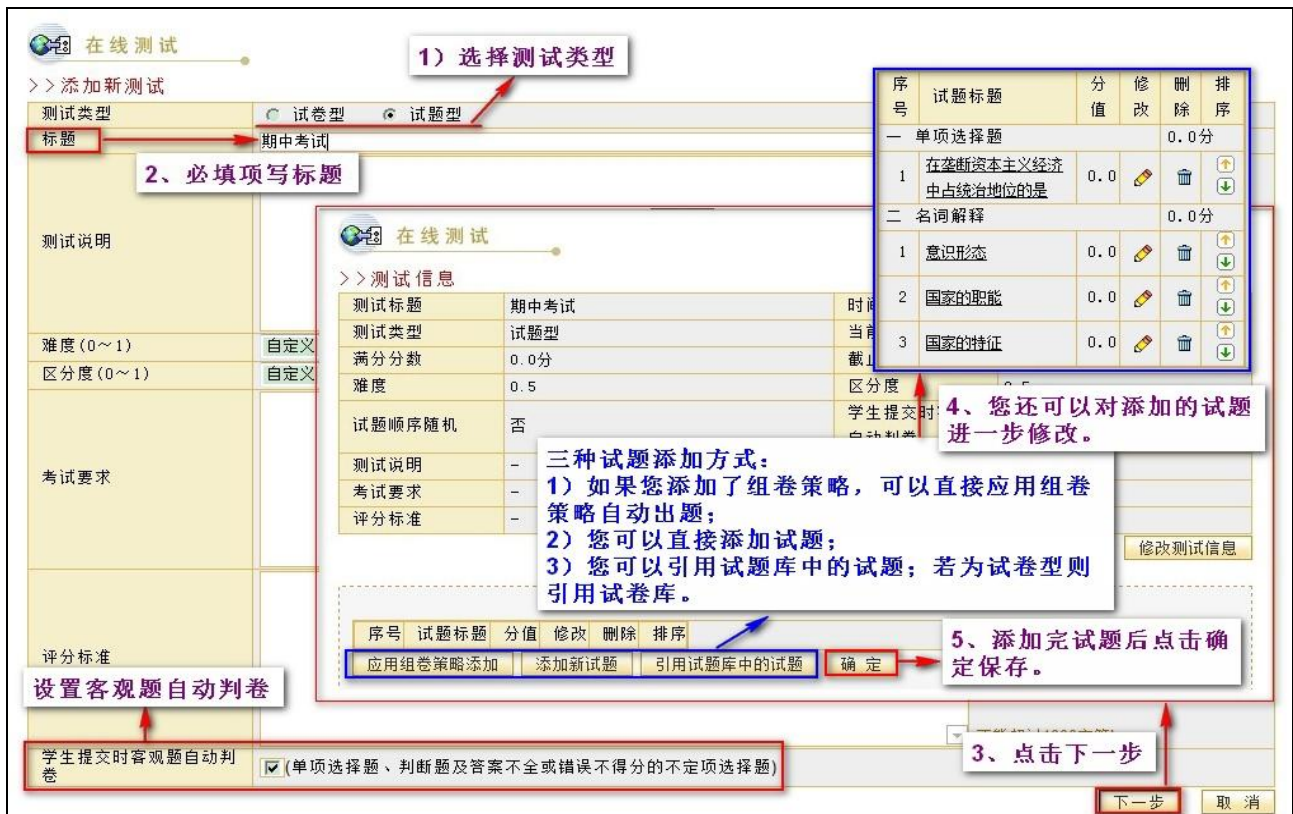 在线测试
1）选择测试类型
>>添加新测试
测试类型 试卷型 试题型
标题 期中考试
2、必填项写标题
测试说明
难度(0～1) 自定义
区分度(0～1) 自定义
考试要求
评分标准
设置客观题自动判卷
学生提交时客观题自动判
卷
(单项选择题、判断题及答案不全或错误不得分的不定项选择题)
在线测试
>>测试信息
测试标题 期中考试
测试类型 试题型
满分分数 0.0分
难度 0.5 区分度
试题顺序随机 否 学生提交时
测试说明 -
考试要求 -
评分标准 -
修改测试信息
三种试题添加方式：
1）如果您添加了组卷策略，可以直接应用组卷
策略自动出题；
2）您可以直接添加试题；
3）您可以引用试题库中的试题；若为试卷型则
引用试卷库。
序号 试题标题 分值 修改 删除 排序
应用组卷策略添加 添加新试题 引用试题库中的试题 确 定
5、添加完试题后点击确
定保存。
序号 试题标题 分值 修改 删除 排序
一 单项选择题 0.0分
1 在垄断资本主义经济
中占统治地位的是 0.0
二 名词解释 0.0分
1 意识形态 0.0
2 国家的职能 0.0
3 国家的特征 0.0
4、您还可以对添加的试题
进一步修改。
3、点击下一步
下一步 取 消